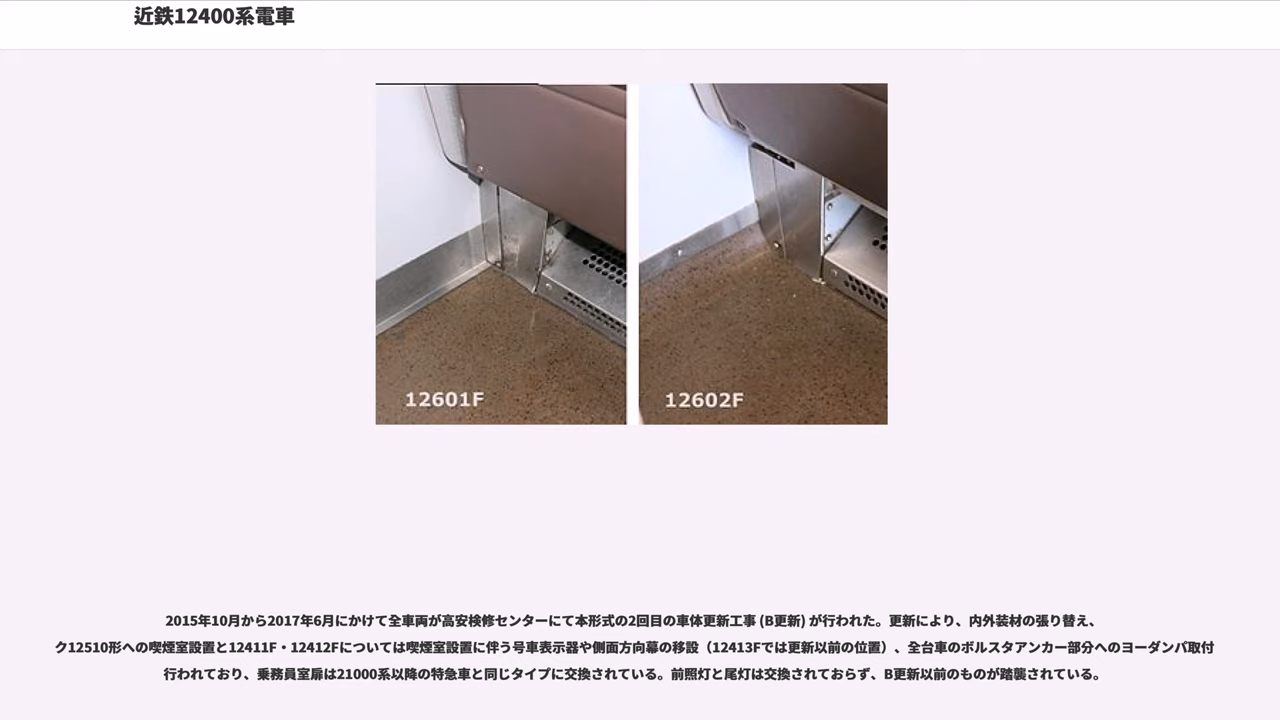 近鉄12400系電車
12601F
12602F
2015年10月から2017年6月にかけて全車両が高安検修センターにて本形式の2回目の車体更新工事 (B更新) が行われた。更新により、内外装材の張り替え、
ク12510形への喫煙室設置と12411F・12412Fについては喫煙室設置に伴う号車表示器や側面方向幕の移設（12413Fでは更新以前の位置）、全台車のボルスタアンカー部分へのヨーダンパ取付
行われており、乗務員室扉は21000系以降の特急車と同じタイプに交換されている。前照灯と尾灯は交換されておらず、B更新以前のものが踏襲されている。